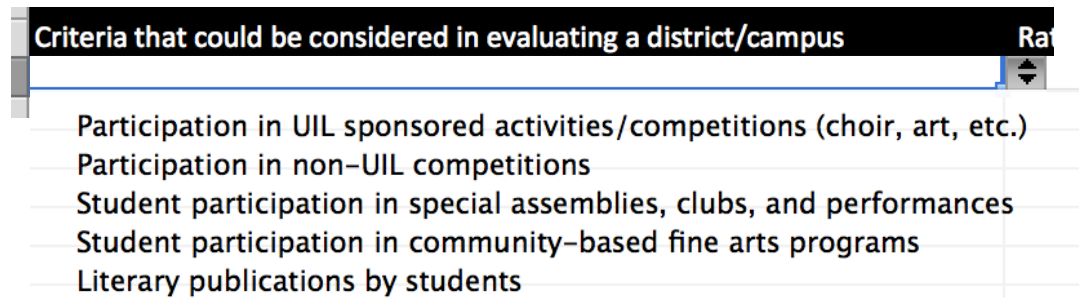 Criteria that could be considered in evaluating a district/campus
Participation in UIL sponsored activities/competitions (choir, art, etc.)
Participation in non-UIL competitions
Student participation in special assemblies, clubs, and performances
Student participation in community-based fine arts programs
Literary publications by students